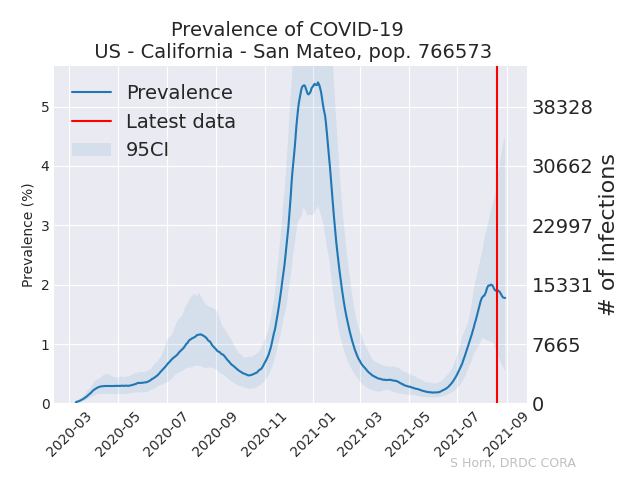 Prevalence of COVID-19
US - California - San Mateo, pop. 766573
Prevalence
Latest data
95CI
5
4
3
2
1
0
Prevalence (%)
38328
30662
22997
15331
7665
0
# of infections
2020-03
2020-05
2020-07
2020-09
2020-11
2021-01
2021-03
2021-05
2021-07
2021-09
S Horn, DRDC CORA